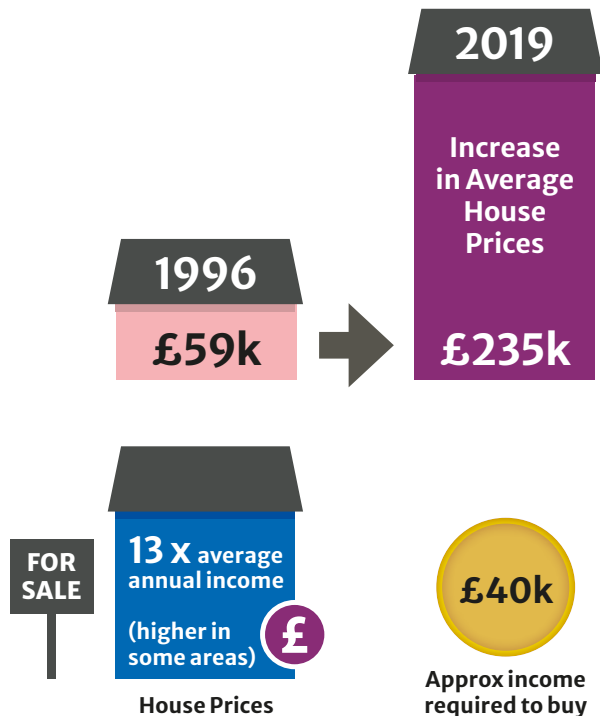 2019
Increase
in Average
House
Prices
£235k
1996
£59k
FOR
SALE
13 x average
annual income
(higher in
some areas)
£
House Prices
£40k
Approx income
required to buy